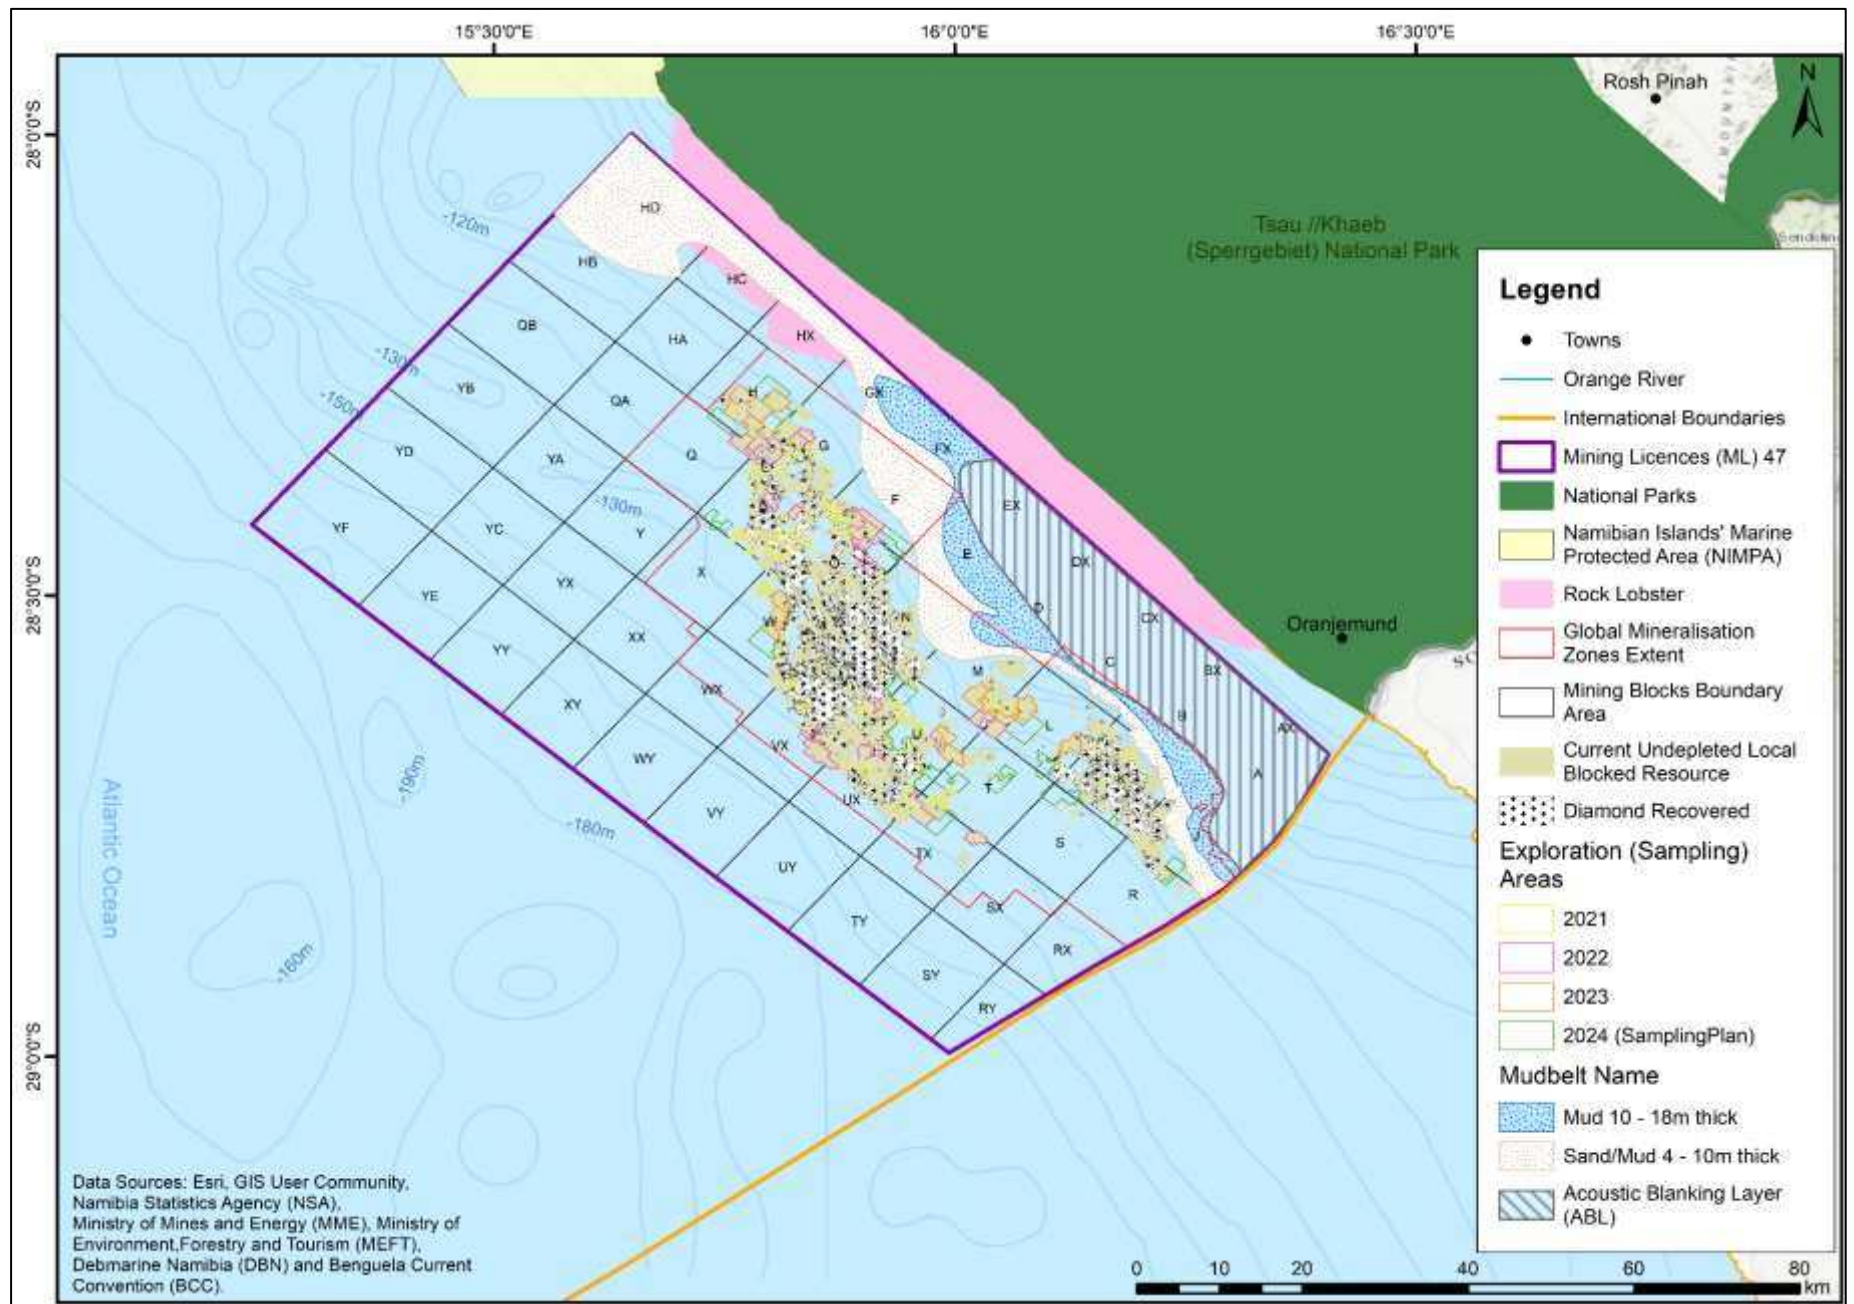 15°30'0"E
16°0'0"E
16°30'0"E
28°0'0"S
28°30'0"S
29°0'0"S
Rosh Pinah
N
Tsau //Khaeb
(Sperrgebiet) National Park
Oranjemund
Atlantic Ocean
-120m
-130m
-150m
-130m
-190m
-180m
-160m
HD
HB
HC
QB
HA
HX
YB
QA
H
GX
YD
YA
Q
G
FX
YF
YC
Y
F
EX
YE
YX
X
O
E
DX
YY
XX
W
N
D
CX
XY
WX
M
C
BX
WY
VX
U
L
B
AX
VY
UX
T
K
A
UY
TX
S
J
TY
SX
R
SY
RX
RY
Legend
Towns
Orange River
International Boundaries
Mining Licences (ML) 47
National Parks
Namibian Islands' Marine
Protected Area (NIMPA)
Rock Lobster
Global Mineralisation
Zones Extent
Mining Blocks Boundary
Area
Current Undepleted Local
Blocked Resource
Diamond Recovered
Exploration (Sampling)
Areas
2021
2022
2023
2024 (SamplingPlan)
Mudbelt Name
Mud 10 - 18m thick
Sand/Mud 4 - 10m thick
Acoustic Blanking Layer
(ABL)
Data Sources: Esri, GIS User Community,
Namibia Statistics Agency (NSA),
Ministry of Mines and Energy (MME), Ministry of
Environment,Forestry and Tourism (MEFT),
Debmarine Namibia (DBN) and Benguela Current
Convention (BCC).
0 10 20 40 60 80
km